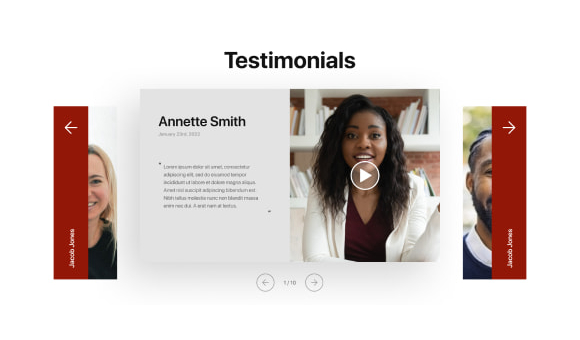 Testimonials
Annette Smith
January 23rd, 2023
Lorem ipsum dolor sit amet, consectetur
adipiscing elit, sed do eiusmod tempor
incididunt ut labore et dolore magna aliqua.
Amet nisl suscipit adipiscing bibendum est.
Nibh tellus molestie nunc non blandit massa
enim nec dui. A erat nam at lectus.
Jacob Jones
Jacob Jones
1 / 10